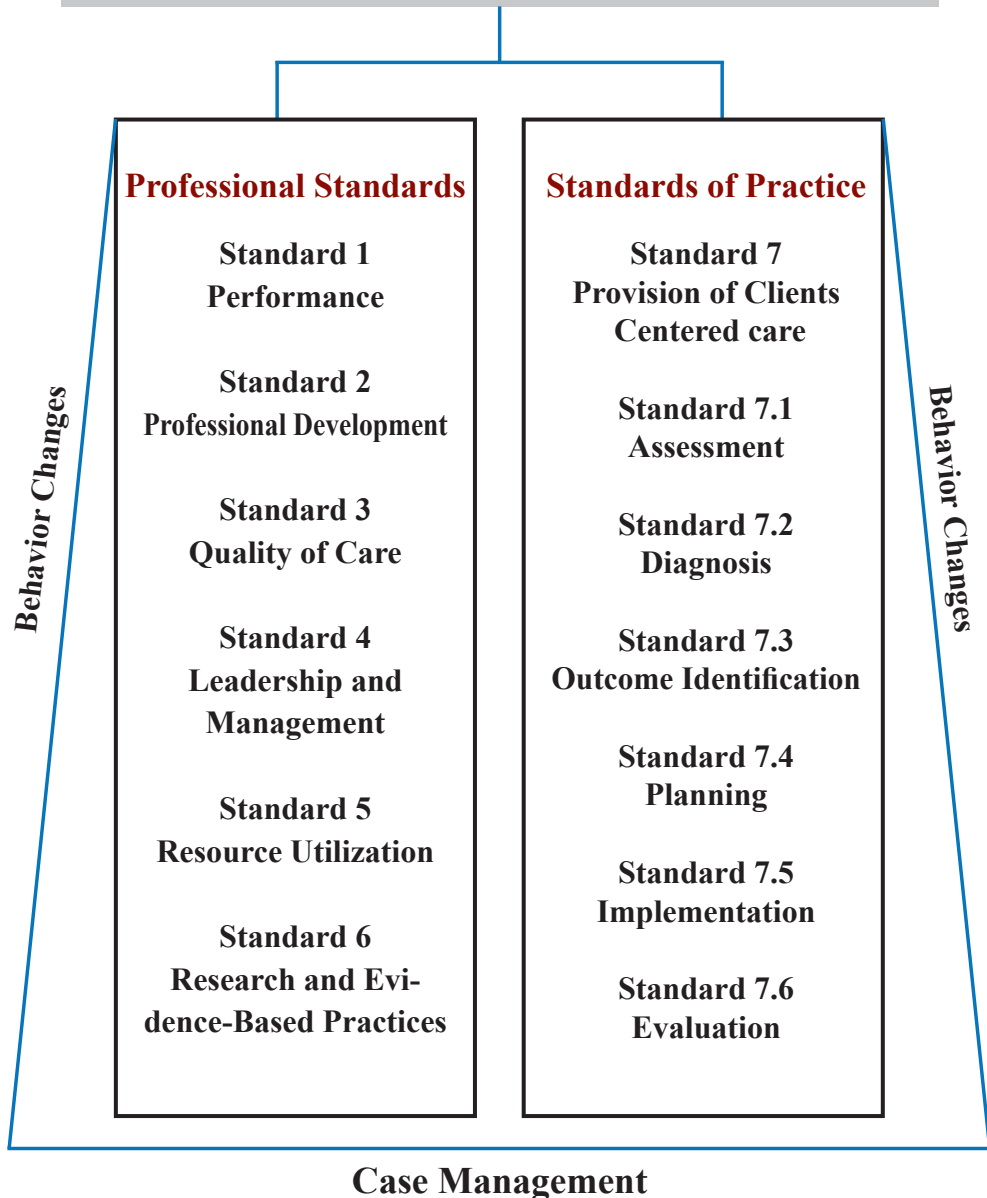 Professional Standards
Standard 1
Performance
Standard 2
Professional Development
Standard 3
Quality of Care
Standard 4
Leadership and
Management
Standard 5
Resource Utilization
Standard 6
Research and Evi-
dence-Based Practices
Standards of Practice
Standard 7
Provision of Clients
Centered care
Standard 7.1
Assessment
Standard 7.2
Diagnosis
Standard 7.3
Outcome Identification
Standard 7.4
Planning
Standard 7.5
Implementation
Standard 7.6
Evaluation
Behavior Changes
Behavior Changes
Case Management